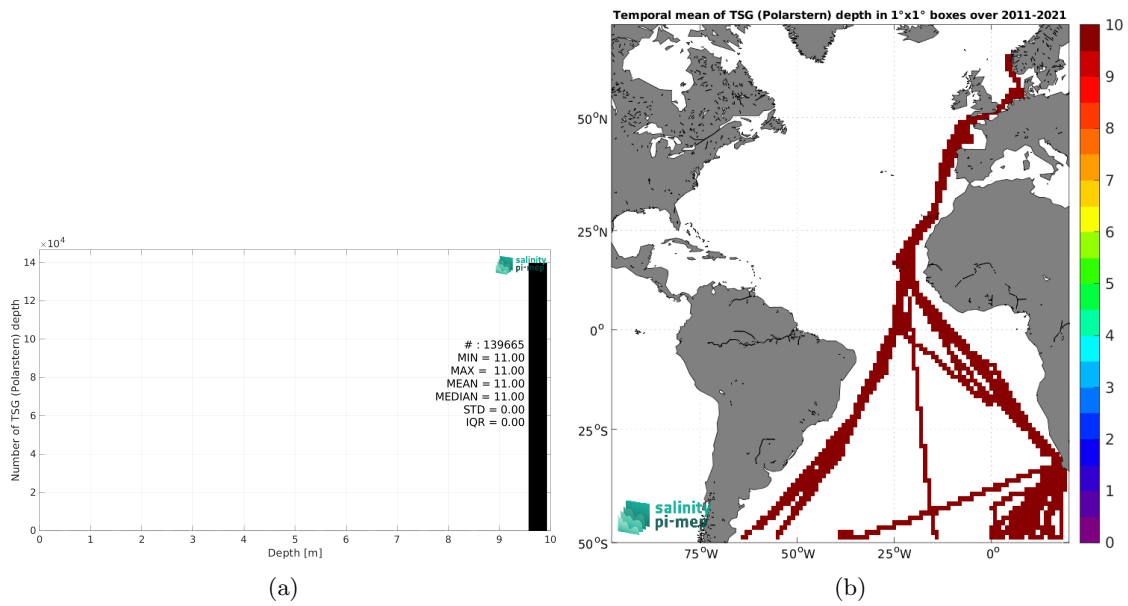 ×10⁴
14
12
10
8
6
4
2
0
Number of TSG (Polarstern) depth
salinity
pi-mep
# : 139665
MIN = 11.00
MAX = 11.00
MEAN = 11.00
MEDIAN = 11.00
STD = 0.00
IQR = 0.00
0 1 2 3 4 5 6 7 8 9 10
Depth [m]
(a)
Temporal mean of TSG (Polarstern) depth in 1°x1° boxes over 2011-2021
50°N
25°N
0°
25°S
50°S
75°W 50°W 25°W 0°
salinity
pi-mep
10
9
8
7
6
5
4
3
2
1
0
(b)